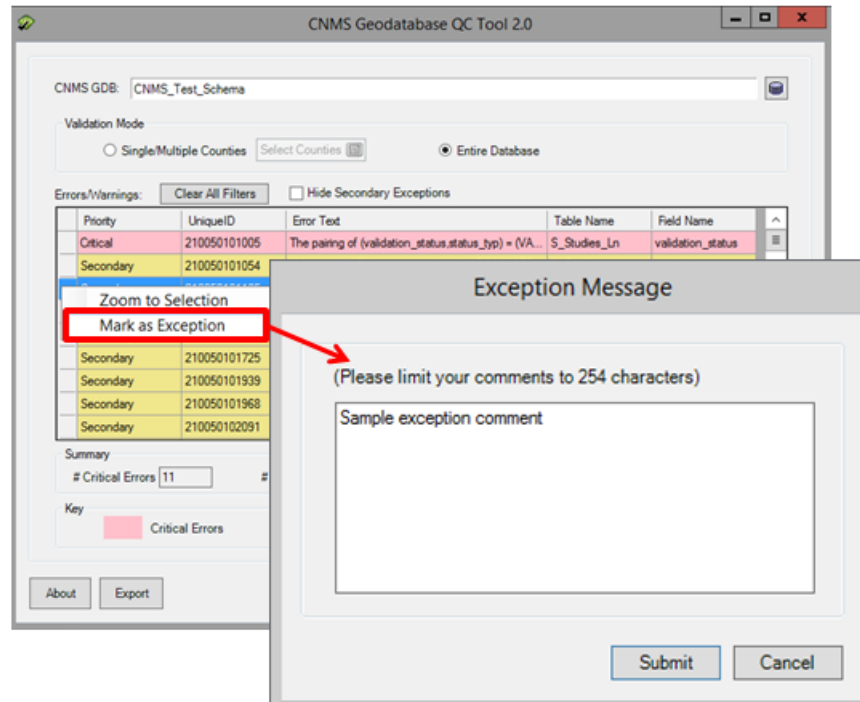 CNMS Geodatabase QC Tool 2.0
CNMS GDB: CNMS_Test_Schema
Validation Mode
Single/Multiple Counties Select Counties Entire Database
Errors/Warnings: Clear All Filters Hide Secondary Exceptions
Priority UniqueID Error Text Table Name Field Name
Critical 210050101005 The pairing of (validation_status,status_typ) = (VA... S_Studies_Ln validation_status
Secondary 210050101054
Zoom to Selection
Mark as Exception
Secondary 210050101725
Secondary 210050101939
Secondary 210050101968
Secondary 210050102091
Summary
# Critical Errors 11 #
Key
Critical Errors
About Export
Exception Message
(Please limit your comments to 254 characters)
Sample exception comment
Submit Cancel